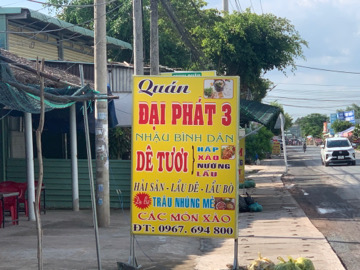 Quán
ĐẠI PHÁT 3
NHẬU BÌNH DÂN
DÊ TƯƠI
HẤP
XÀO
NƯỚNG
LẨU
HẢI SẢN - LẨU DÊ - LẨU BÒ
TRÂU NHÚNG MẺ
CÁC MÓN XÀO
ĐT: 0967. 694 800